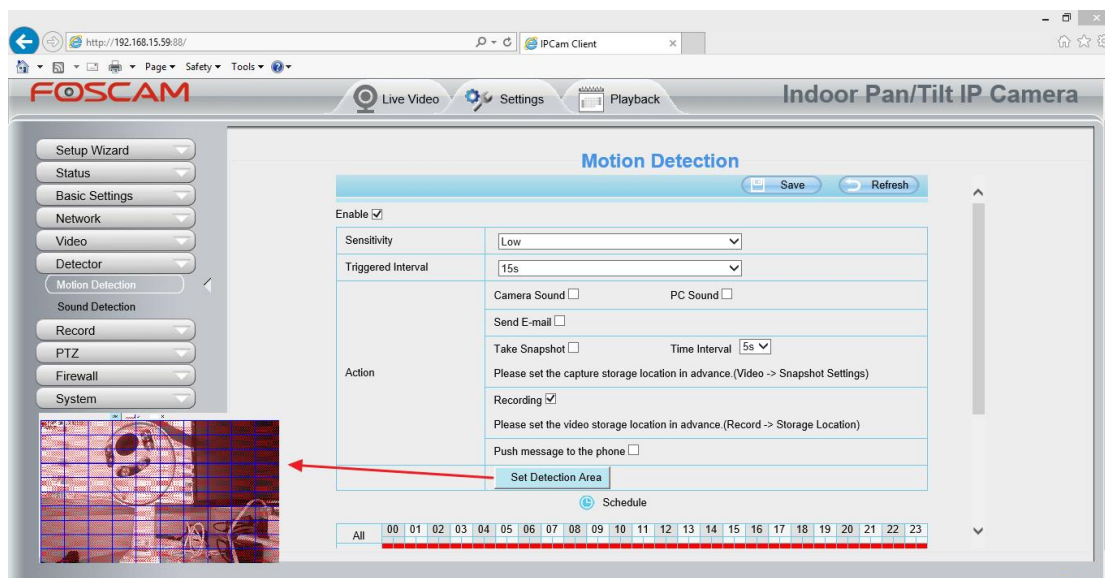 http://192.168.15.59:88/
IPCam Client
Page Safety Tools
FOSCAM
Live Video
Settings
Playback
Indoor Pan/Tilt IP Camera
Setup Wizard
Status
Basic Settings
Network
Video
Detector
Motion Detection
Sound Detection
Record
PTZ
Firewall
System
Motion Detection
Save Refresh
Enable
Sensitivity Low
Triggered Interval 15s
Action
Camera Sound PC Sound
Send E-mail
Take Snapshot Time Interval 5s
Please set the capture storage location in advance.(Video -> Snapshot Settings)
Recording
Please set the video storage location in advance.(Record -> Storage Location)
Push message to the phone
Set Detection Area
Schedule
00 01 02 03 04 05 06 07 08 09 10 11 12 13 14 15 16 17 18 19 20 21 22 23
All